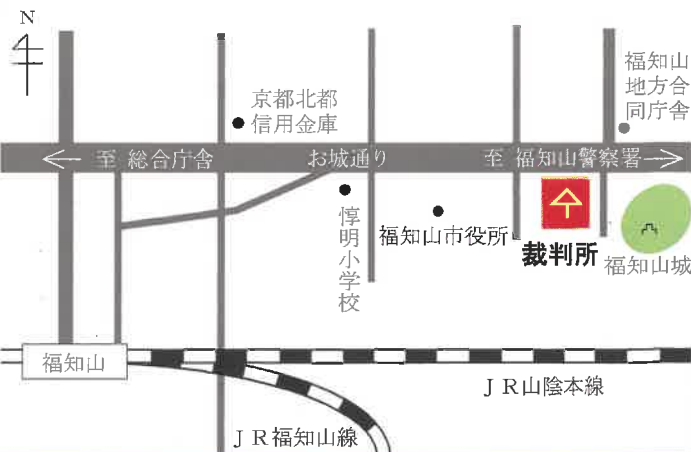 N
福知山
地方合
同庁舎
京都北都
信用金庫
← 至 総合庁舎
お城通り
至 福知山警察署 →
惇明小学校
福知山市役所
裁判所
福知山城
福知山
JR山陰本線
JR福知山線